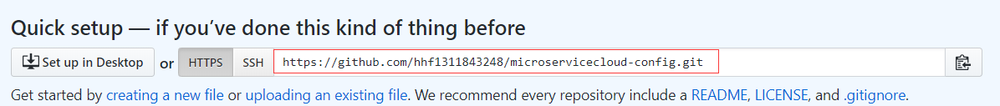 Quick setup — if you’ve done this kind of thing before
Set up in Desktop or HTTPS SSH https://github.com/hhf1311843248/microservicecloud-config.git
Get started by creating a new file or uploading an existing file. We recommend every repository include a README, LICENSE, and .gitignore.